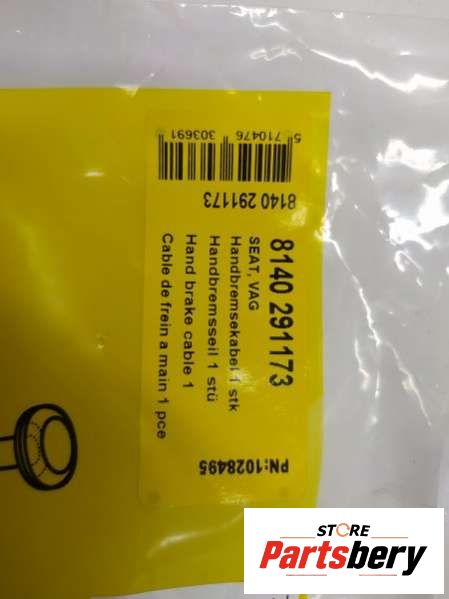 5 710476 303691
8140 291173
8140 291173
SEAT, VAG
Handbremsekabel 1 stk
Handbremsseil 1 stü
Hand brake cable 1
Cable de frein a main 1 pce
PN:1028495
STORE
Partsbery